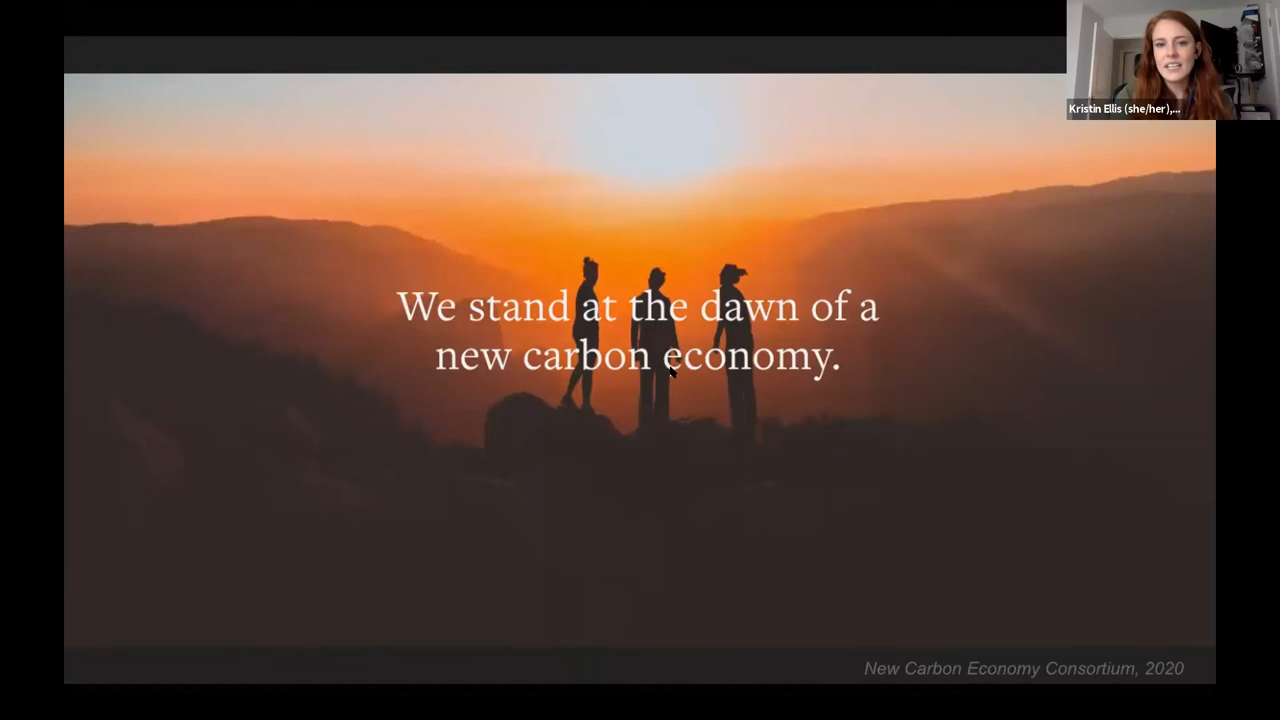 Kristin Ellis (she/her),...
We stand at the dawn of a
new carbon economy.
New Carbon Economy Consortium, 2020